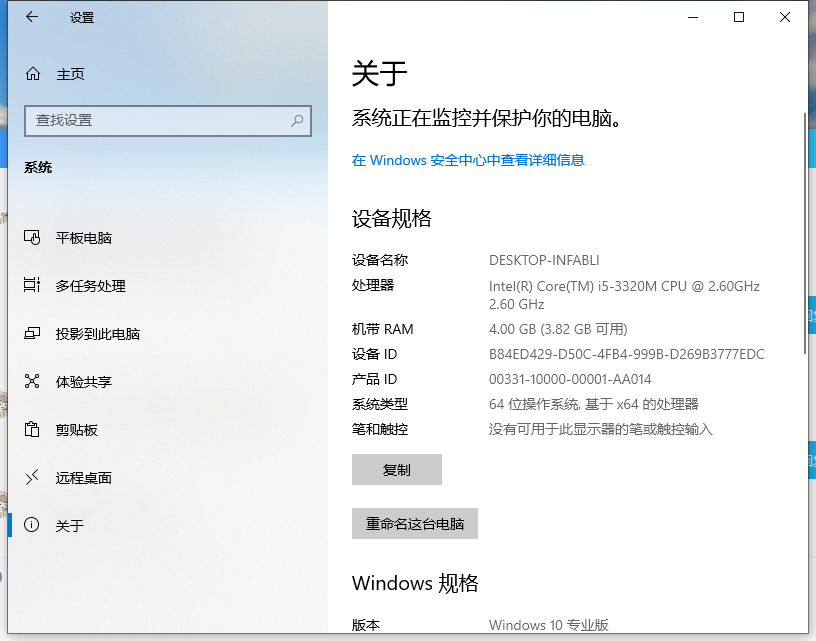 设置
主页
查找设置
系统
平板电脑
多任务处理
投影到此电脑
体验共享
剪贴板
远程桌面
关于
关于
系统正在监控并保护你的电脑。
在 Windows 安全中心中查看详细信息
设备规格
设备名称 DESKTOP-INFABLI
处理器 Intel(R) Core(TM) i5-3320M CPU @ 2.60GHz
2.60 GHz
机带 RAM 4.00 GB (3.82 GB 可用)
设备 ID B84ED429-D50C-4FB4-999B-D269B3777EDC
产品 ID 00331-10000-00001-AA014
系统类型 64 位操作系统, 基于 x64 的处理器
笔和触控 没有可用于此显示器的笔或触控输入
复制
重命名这台电脑
Windows 规格
版本 Windows 10 专业版